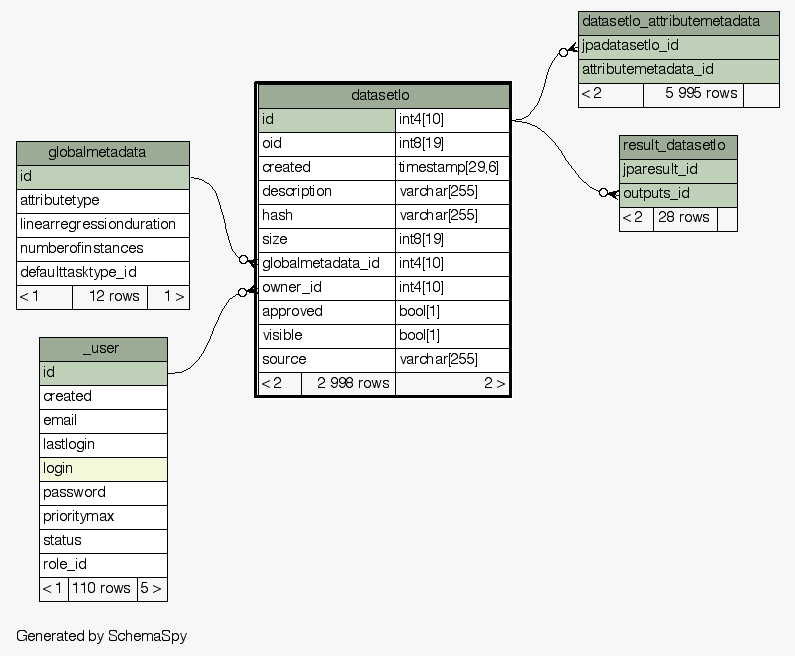 datasetlo_attributemetadata
jpadatasetlo_id
attributemetadata_id
< 2 5 995 rows
datasetlo
id int4[10]
oid int8[19]
created timestamp[29,6]
description varchar[255]
hash varchar[255]
size int8[19]
globalmetadata_id int4[10]
owner_id int4[10]
approved bool[1]
visible bool[1]
source varchar[255]
< 2 2 998 rows 2 >
result_datasetlo
jparesult_id
outputs_id
< 2 28 rows
globalmetadata
id
attributetype
linearregressionduration
numberofinstances
defaulttasktype_id
< 1 12 rows 1 >
_user
id
created
email
lastlogin
login
password
prioritymax
status
role_id
< 1 110 rows 5 >
Generated by SchemaSpy